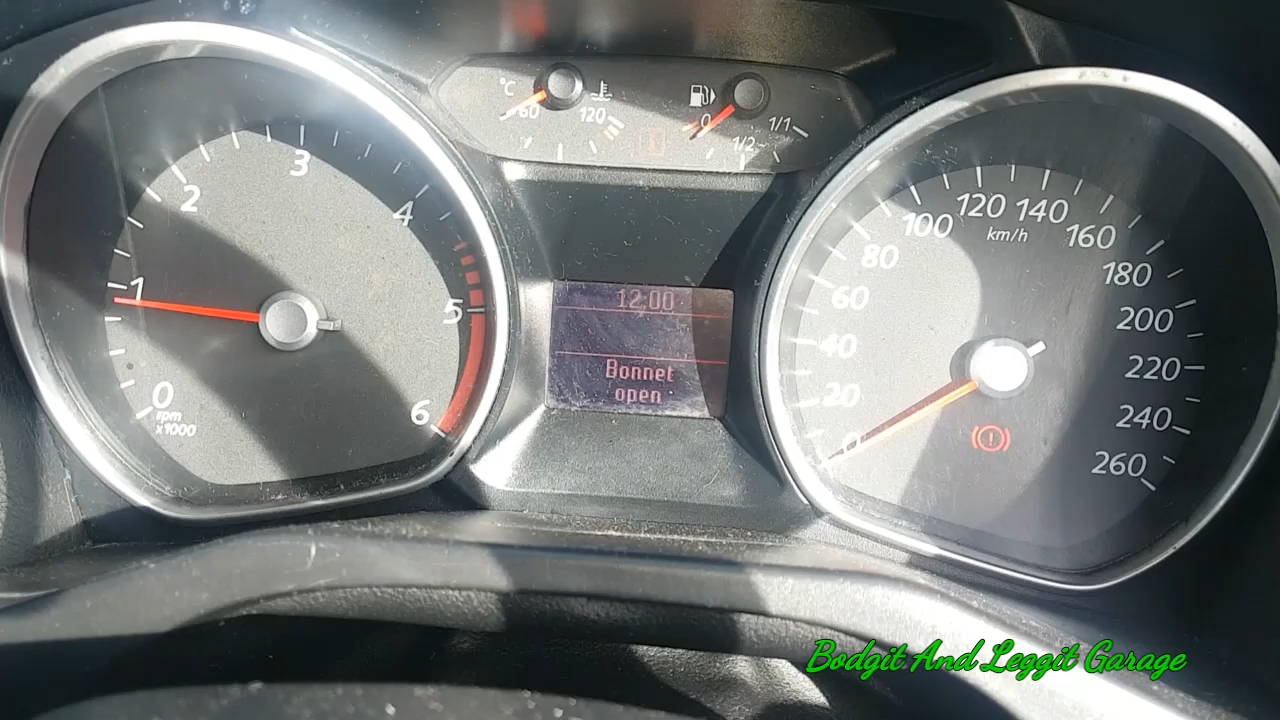 0 1 2 3 4 5 6
rpm
x1000
°C
60
120
0
1/2
1/1
12:00
Bonnet
open
0 20 40 60 80 100 120 140 160 180 200 220 240 260
km/h
Bodgit And Leggit Garage